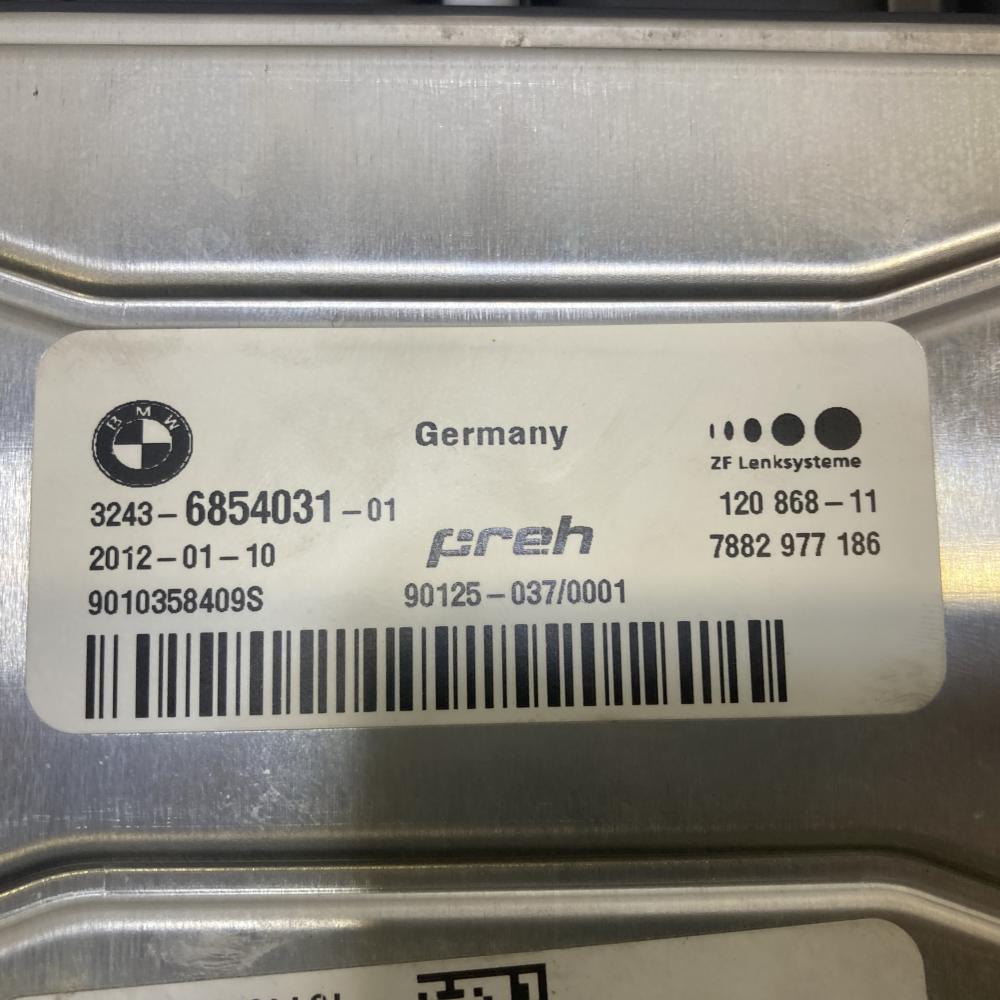 BMW
Germany
ZF Lenksysteme
3243-6854031-01
120 868-11
2012-01-10
preh
7882 977 186
9010358409S
90125-037/0001